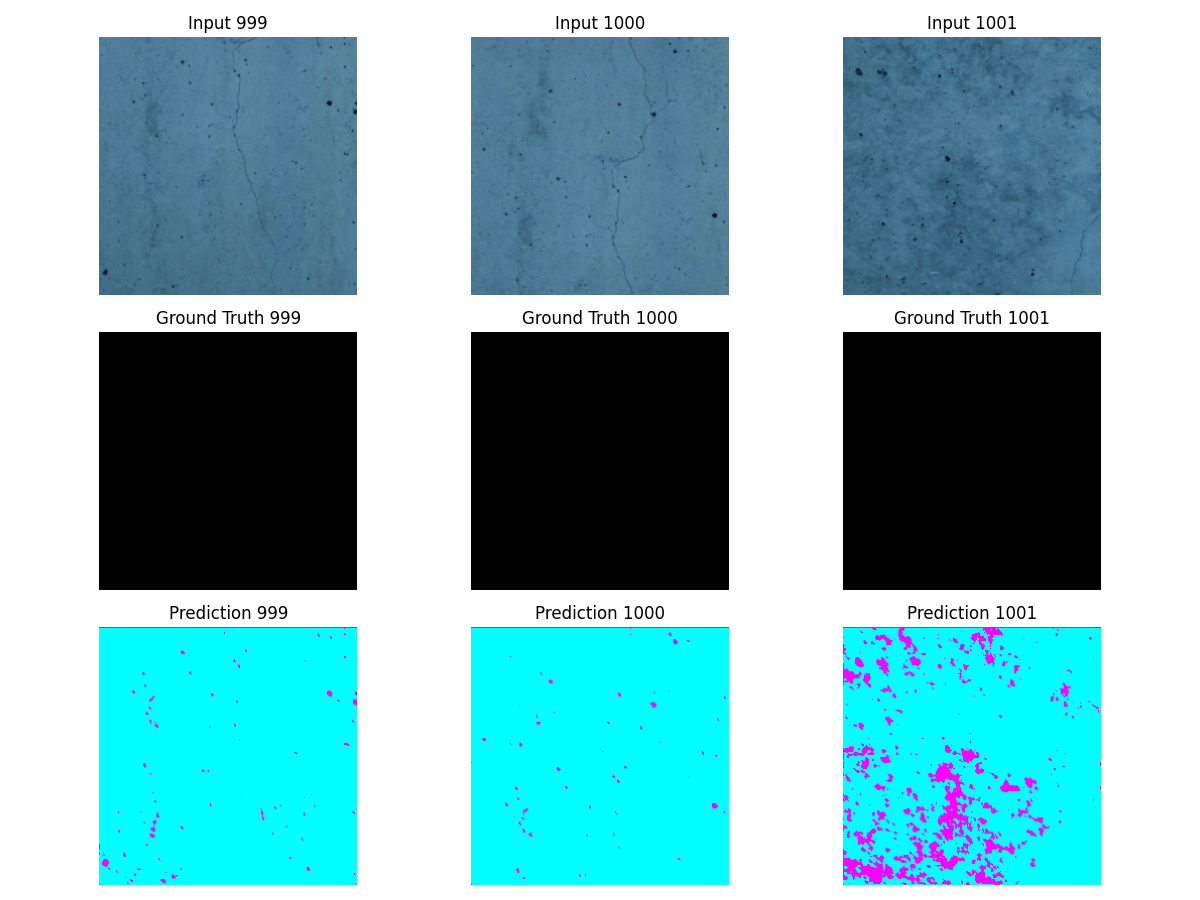 Input 999
Input 1000
Input 1001
Ground Truth 999
Ground Truth 1000
Ground Truth 1001
Prediction 999
Prediction 1000
Prediction 1001